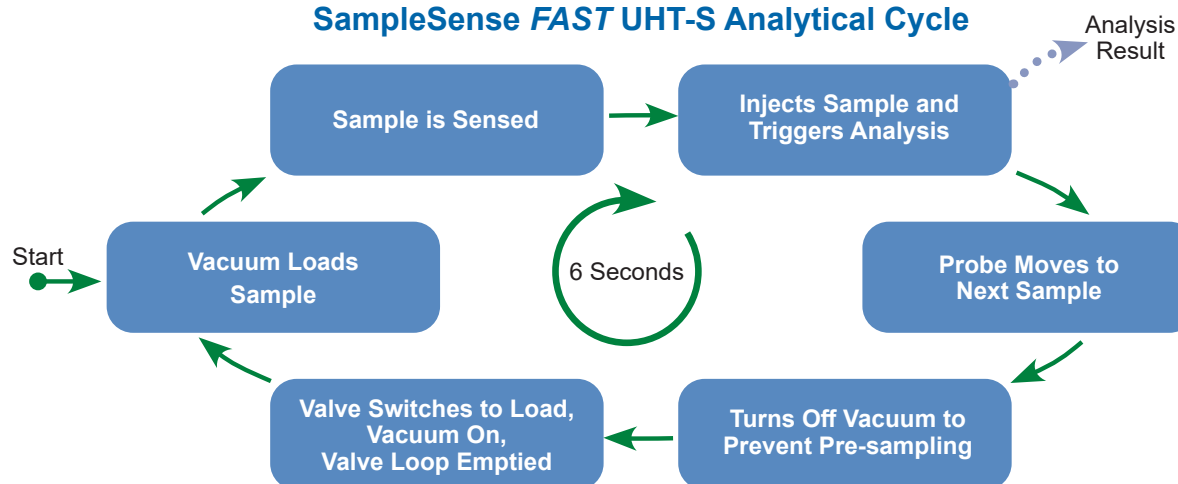 SampleSense FAST UHT-S Analytical Cycle
Analysis
Result
Sample is Sensed
Injects Sample and
Triggers Analysis
Start
Vacuum Loads
Sample
6 Seconds
Probe Moves to
Next Sample
Valve Switches to Load,
Vacuum On,
Valve Loop Emptied
Turns Off Vacuum to
Prevent Pre-sampling